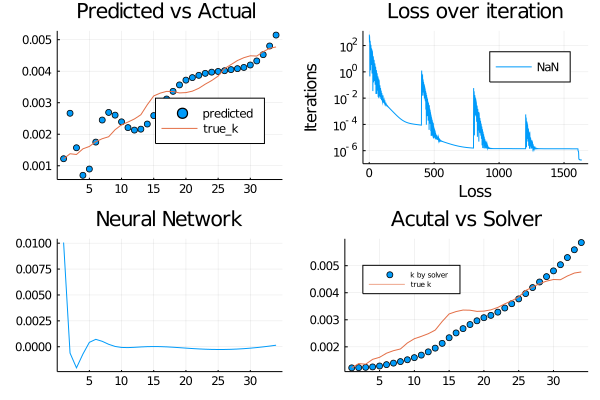 Predicted vs Actual
0.005
0.004
0.003
0.002
0.001
predicted
true_k
5 10 15 20 25 30
Loss over iteration
10^2
10^0
10^-2
10^-4
10^-6
Iterations
NaN
0 500 1000 1500
Loss
Neural Network
0.0100
0.0075
0.0050
0.0025
0.0000
5 10 15 20 25 30
Acutal vs Solver
0.005
0.004
0.003
0.002
k by solver
true k
5 10 15 20 25 30